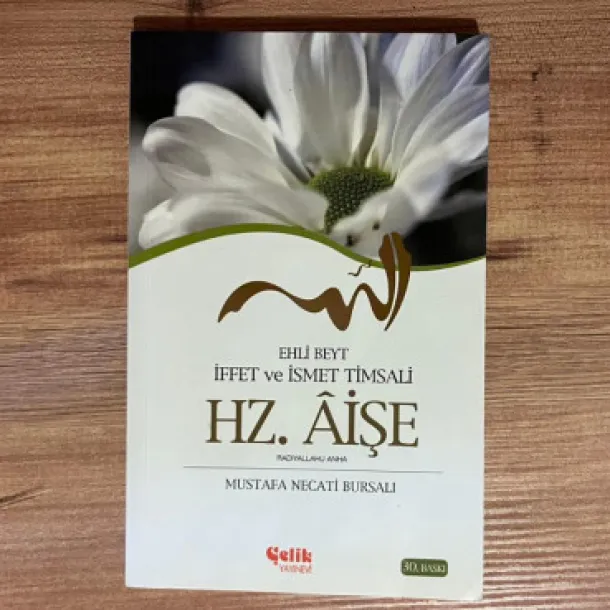 EHLİ BEYT
İFFET ve İSMET TİMSALİ
HZ. ÂİŞE
RADIYALLAHU ANHA
MUSTAFA NECATİ BURSALI
Çelik
YAYINEVİ
30. BASKI